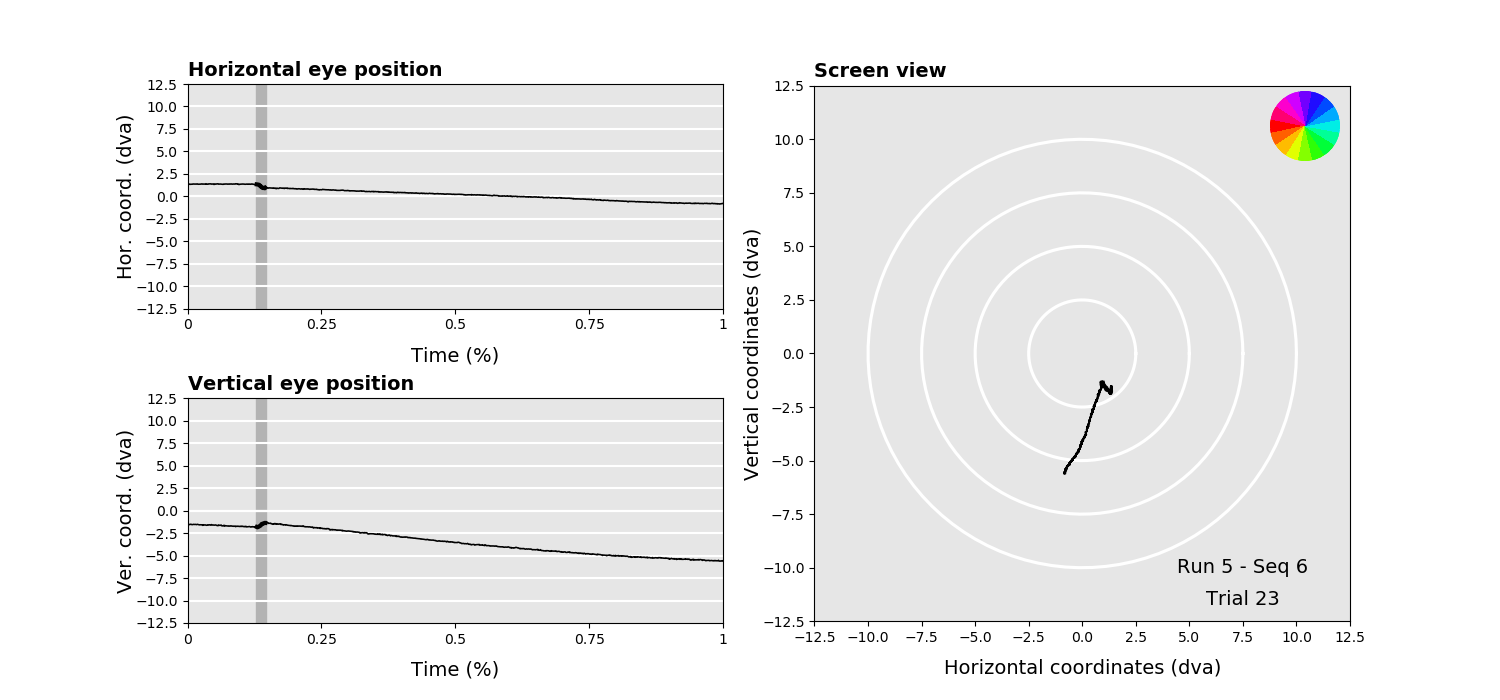 Horizontal eye position
12.5
10.0
7.5
5.0
2.5
0.0
−2.5
−5.0
−7.5
−10.0
−12.5
Hor. coord. (dva)
0 0.25 0.5 0.75 1
Time (%)
Vertical eye position
12.5
10.0
7.5
5.0
2.5
0.0
−2.5
−5.0
−7.5
−10.0
−12.5
Ver. coord. (dva)
0 0.25 0.5 0.75 1
Time (%)
Screen view
12.5
10.0
7.5
5.0
2.5
0.0
−2.5
−5.0
−7.5
−10.0
−12.5
Vertical coordinates (dva)
Run 5 - Seq 6
Trial 23
−12.5 −10.0 −7.5 −5.0 −2.5 0.0 2.5 5.0 7.5 10.0 12.5
Horizontal coordinates (dva)